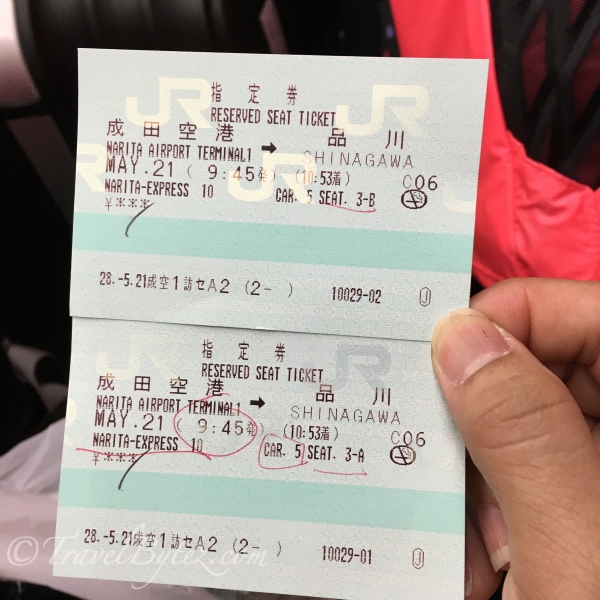 JR JR
指定券
RESERVED SEAT TICKET
成田空港 ➡ 品川
NARITA AIRPORT TERMINAL1 SHINAGAWA
MAY.21 ( 9:45発) (10:53着) C06
NARITA-EXPRESS 10 CAR. 5 SEAT. 3-B
¥***
28.-5.21成空1訪セA2 (2- ) 10029-02 Ⓙ
JR JR
指定券
RESERVED SEAT TICKET
成田空港 ➡ 品川
NARITA AIRPORT TERMINAL1 SHINAGAWA
MAY.21 ( 9:45発) (10:53着) C06
NARITA-EXPRESS 10 CAR. 5 SEAT. 3-A
¥***
28.-5.21成空1訪セA2 (2- ) 10029-01 Ⓙ
© TravelBytez.com